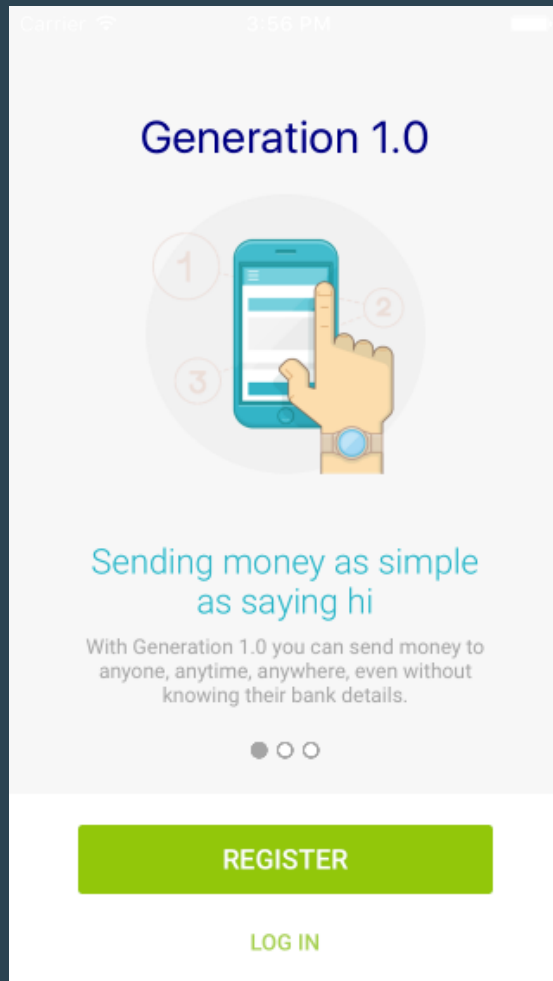 Carrier 3:56 PM
Generation 1.0
1
2
3
Sending money as simple
as saying hi
With Generation 1.0 you can send money to
anyone, anytime, anywhere, even without
knowing their bank details.
REGISTER
LOG IN